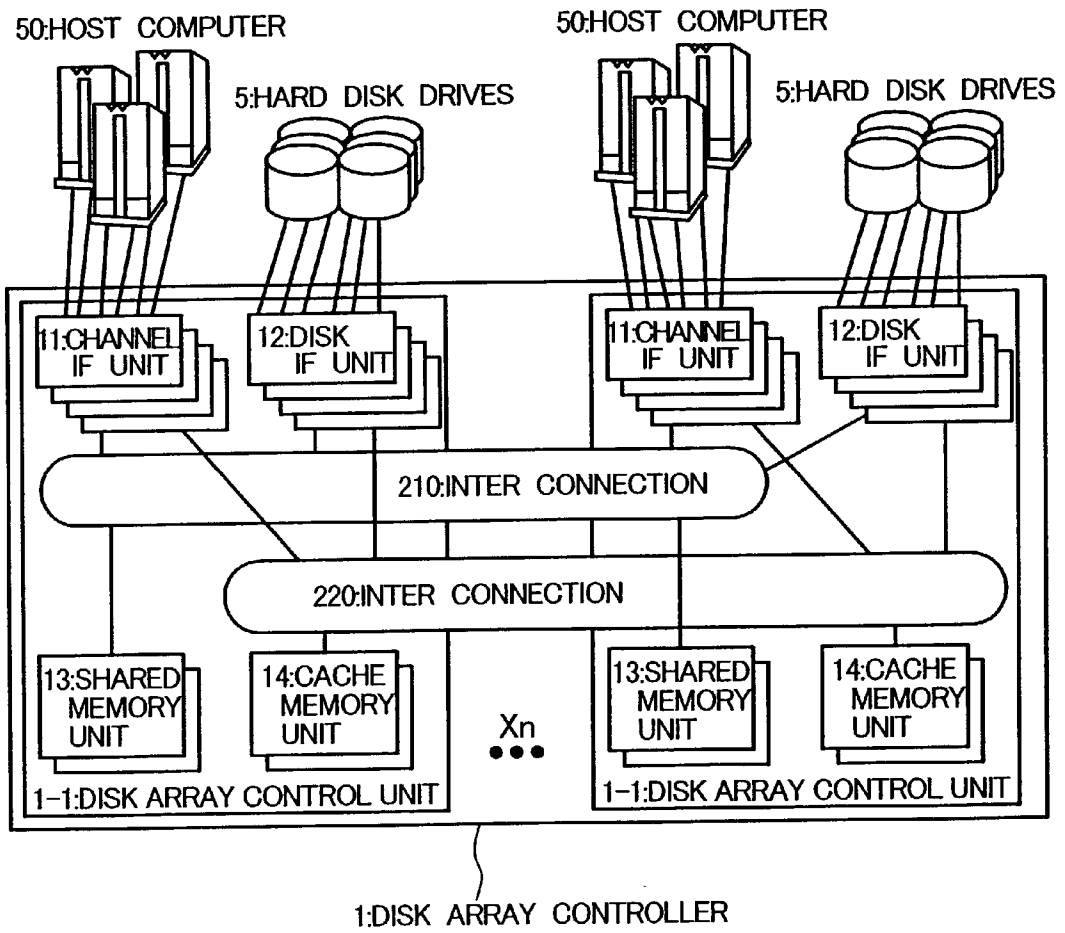 50:HOST COMPUTER
5:HARD DISK DRIVES
50:HOST COMPUTER
5:HARD DISK DRIVES
11:CHANNEL
IF UNIT
12:DISK
IF UNIT
11:CHANNEL
IF UNIT
12:DISK
IF UNIT
210:INTER CONNECTION
220:INTER CONNECTION
13:SHARED
MEMORY
UNIT
14:CACHE
MEMORY
UNIT
Xn
13:SHARED
MEMORY
UNIT
14:CACHE
MEMORY
UNIT
1-1:DISK ARRAY CONTROL UNIT
1-1:DISK ARRAY CONTROL UNIT
1:DISK ARRAY CONTROLLER